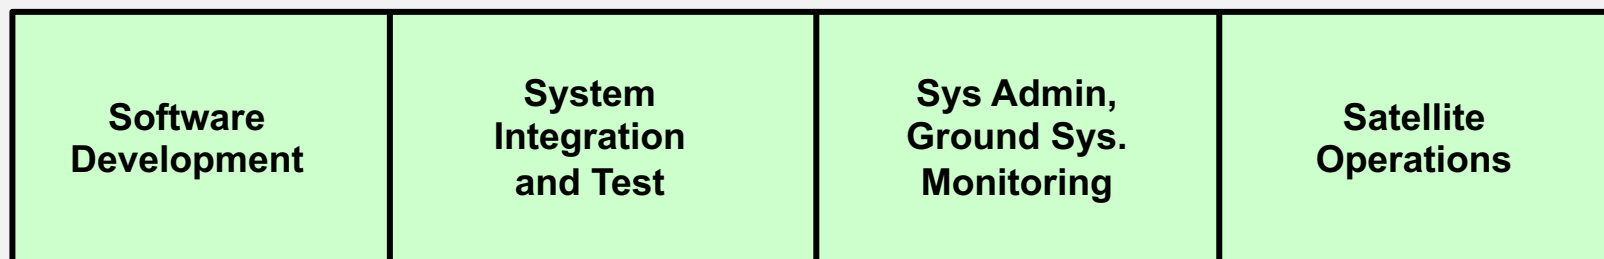 Software
Development
System
Integration
and Test
Sys Admin,
Ground Sys.
Monitoring
Satellite
Operations